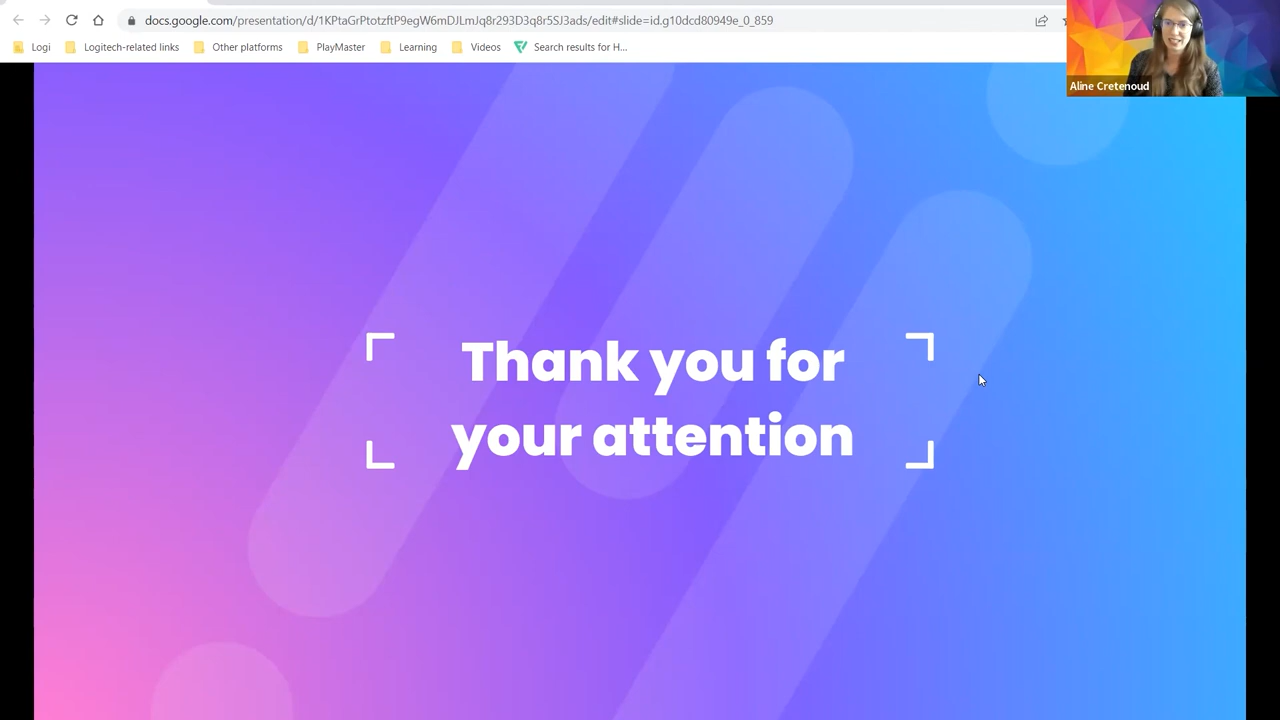 docs.google.com/presentation/d/1KPtaGrPtotzftP9egW6mDJLmJq8r293D3q8r5SJ3ads/edit#slide=id.g10dcd80949e_0_859
Logi
Logitech-related links
Other platforms
PlayMaster
Learning
Videos
Search results for H...
Aline Cretenoud
Thank you for
your attention